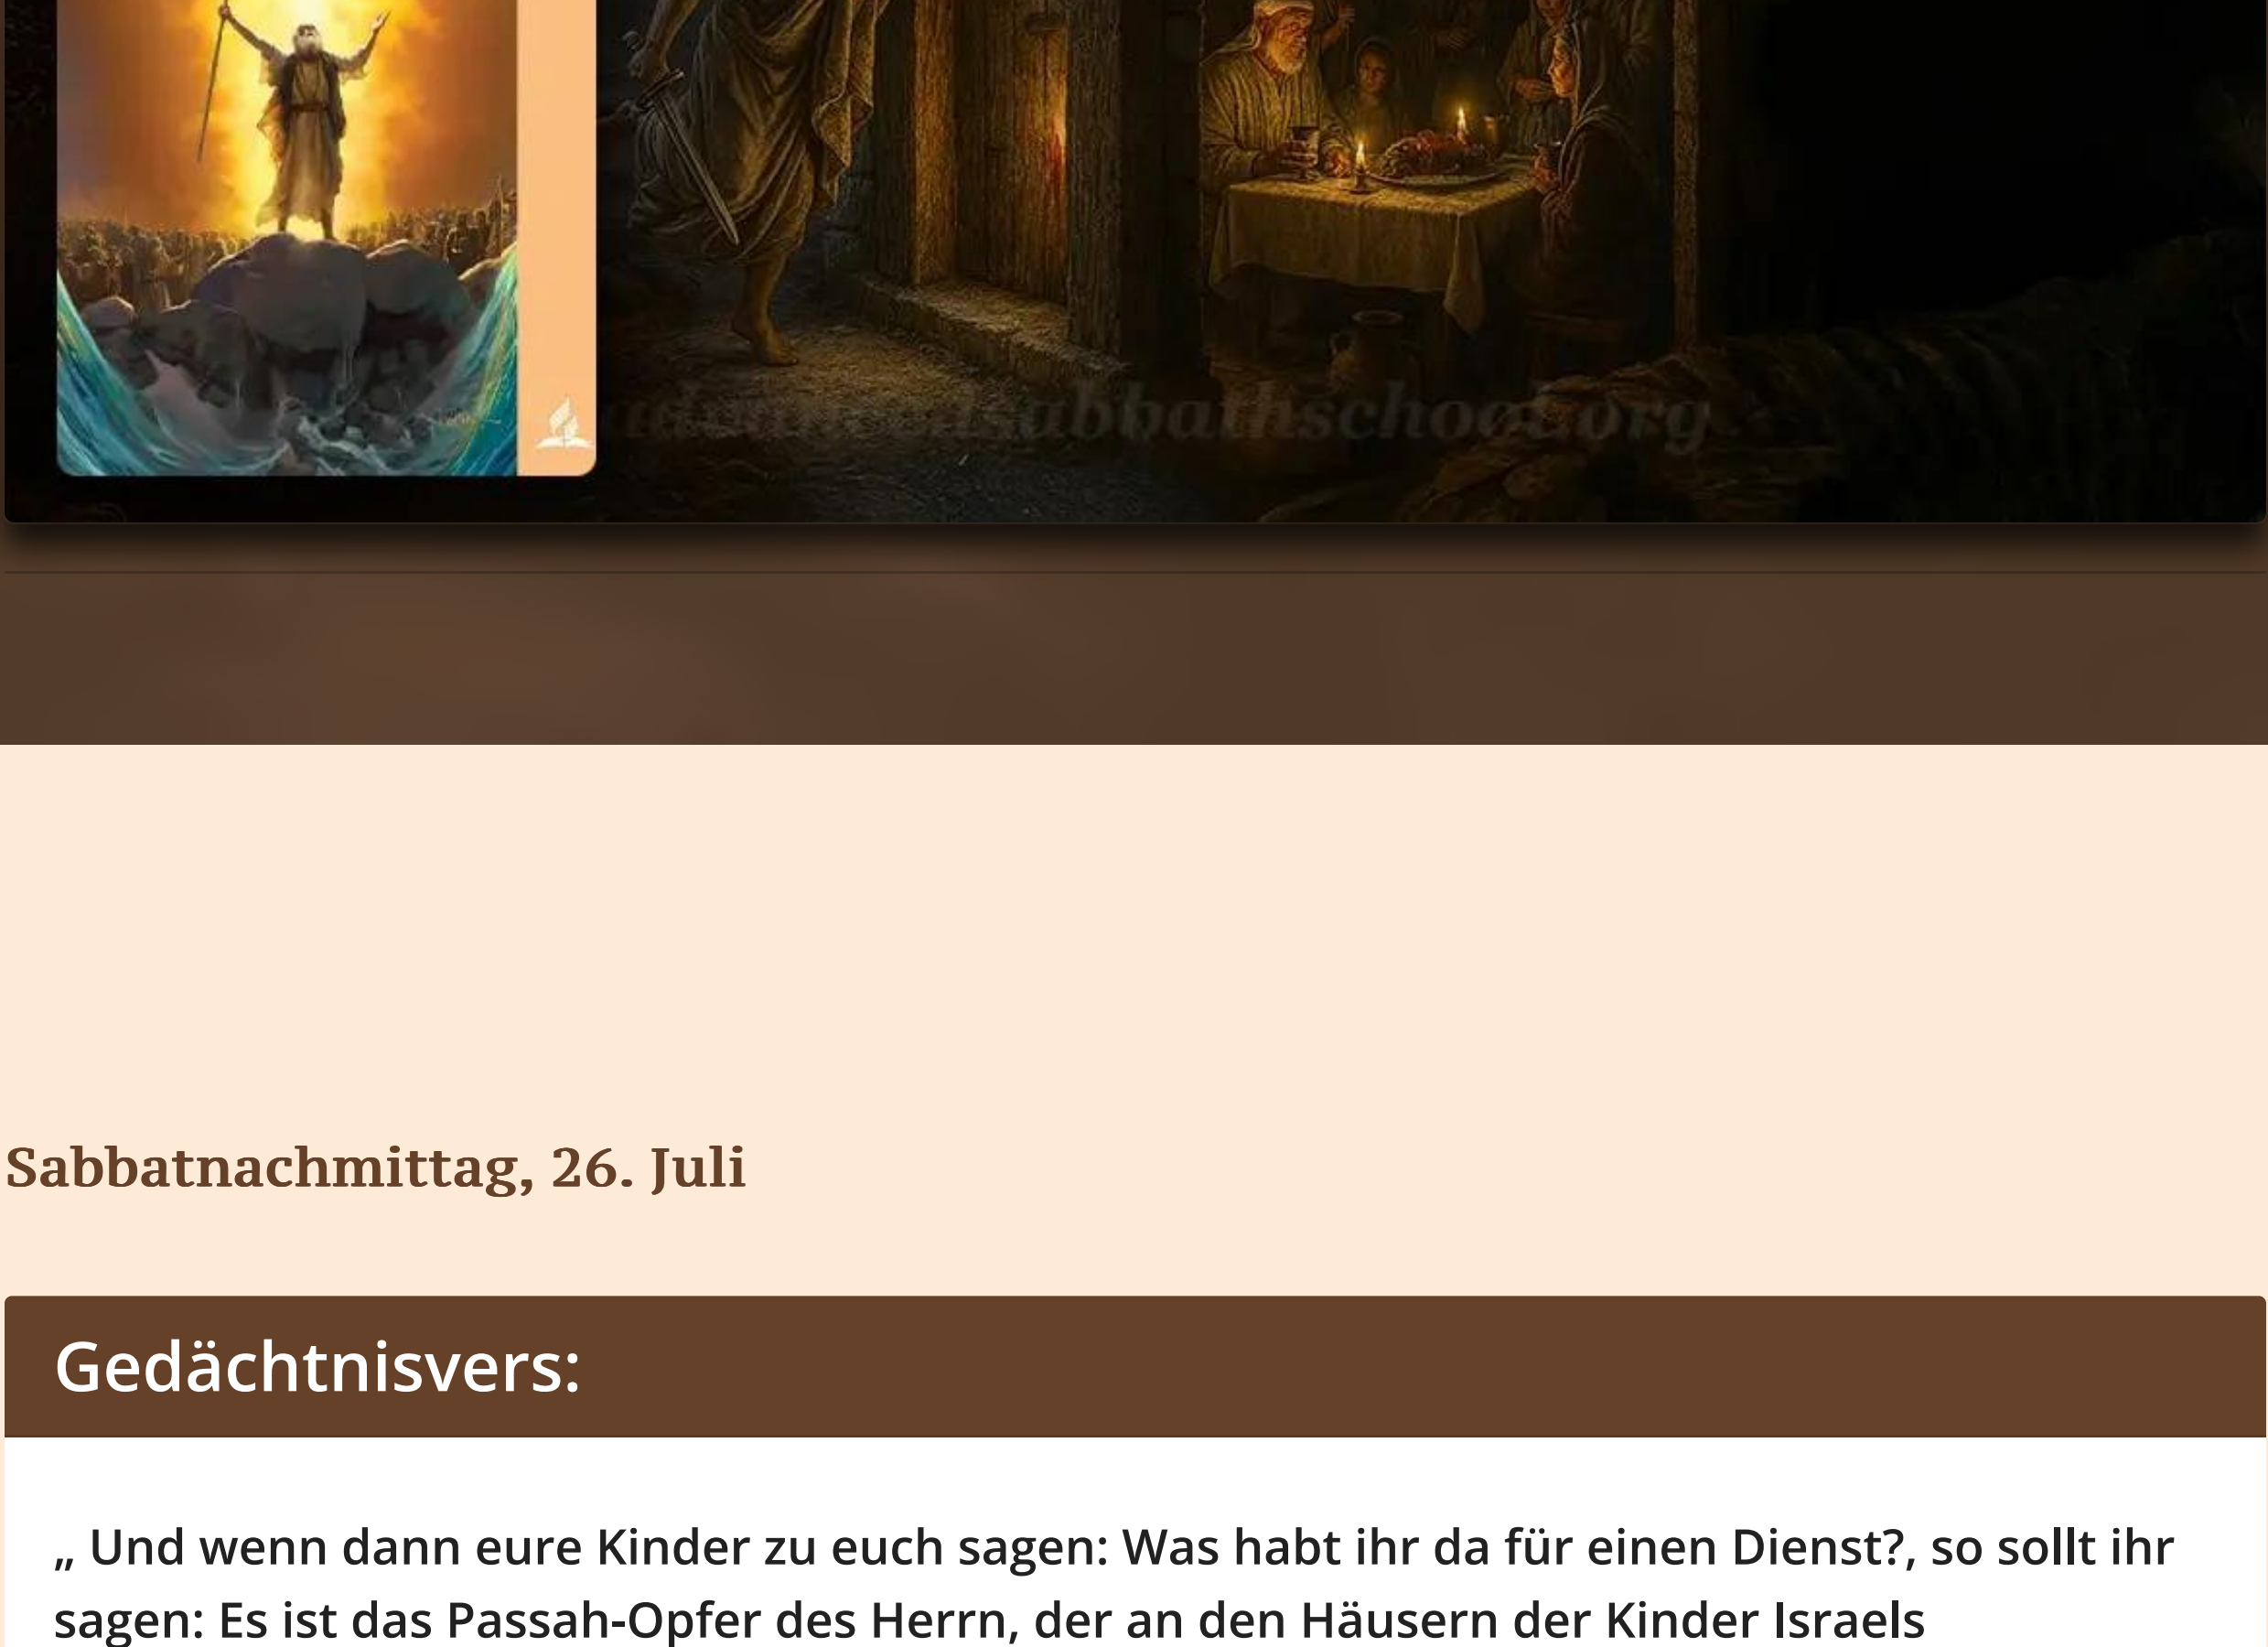 Sabbatnachmittag, 26. Juli
Gedächtnisvers:
„ Und wenn dann eure Kinder zu euch sagen: Was habt ihr da für einen Dienst?, so sollt ihr
sagen: Es ist das Passah-Opfer des Herrn, der an den Häusern der Kinder Israels